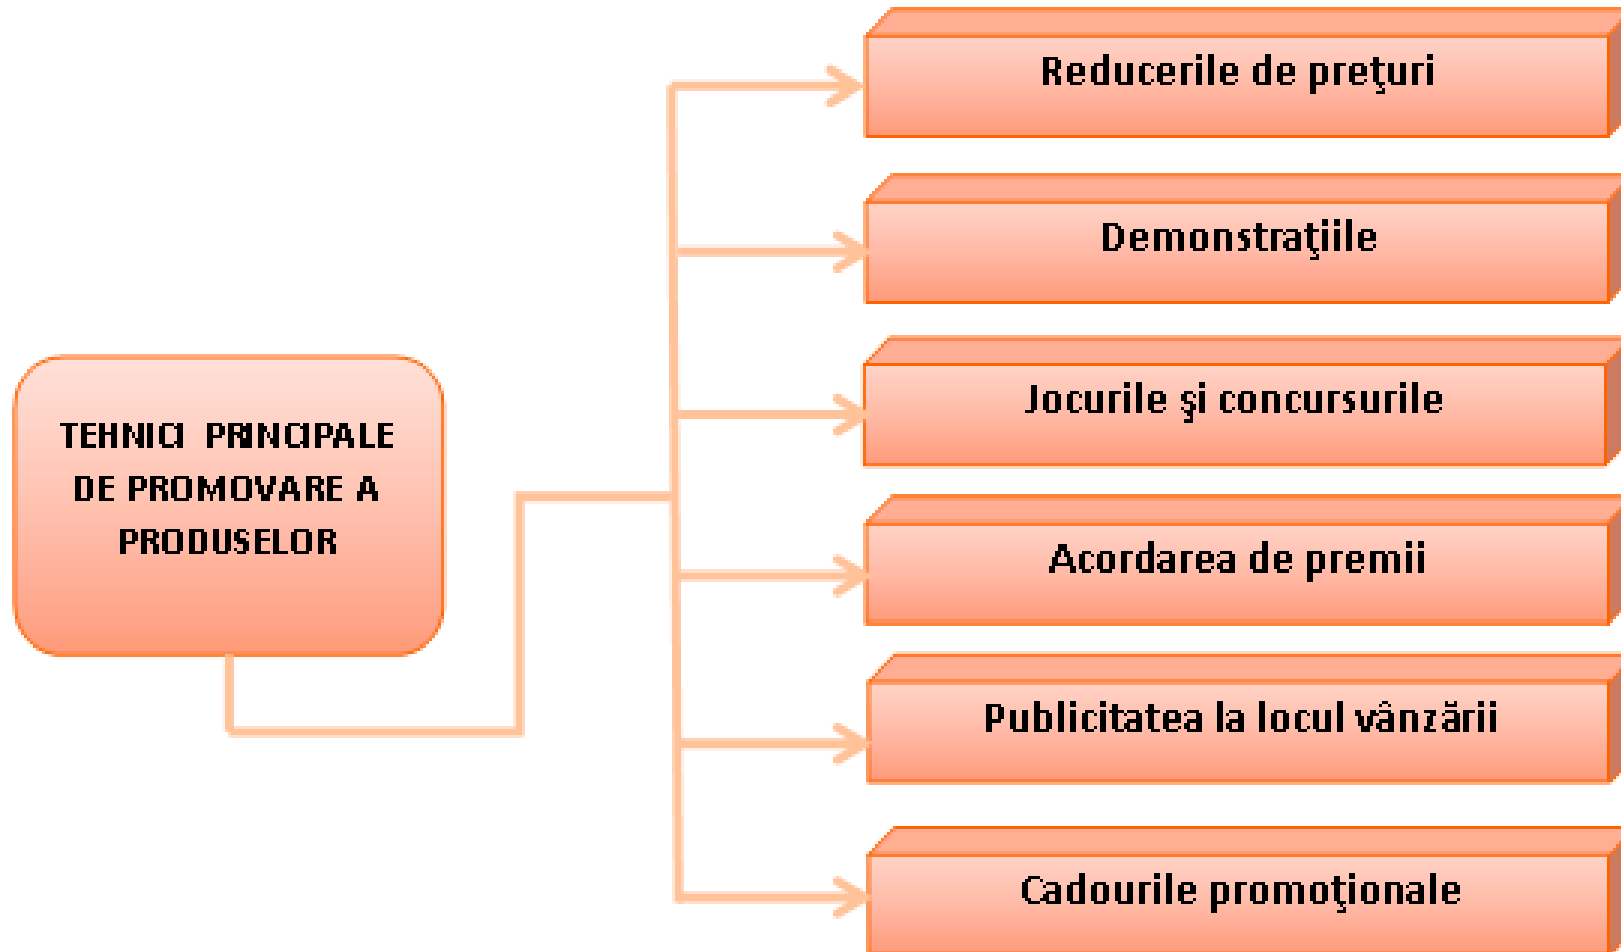 TEHNICI PRINCIPALE
DE PROMOVARE A
PRODUSELOR
Reducerile de preţuri
Demonstraţiile
Jocurile şi concursurile
Acordarea de premii
Publicitatea la locul vânzării
Cadourile promoţionale